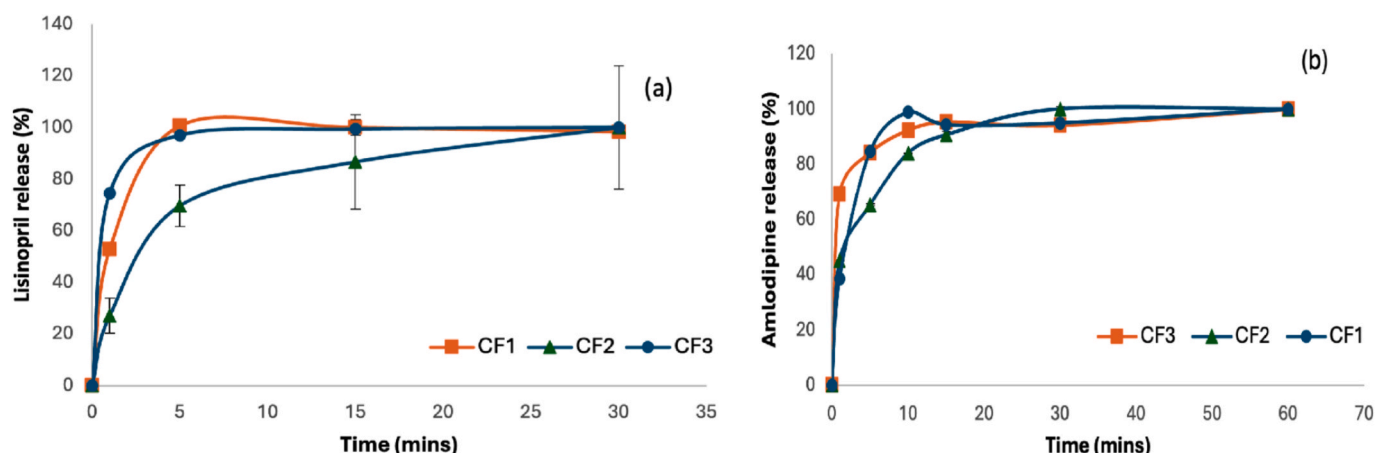 (a)
Lisinopril release (%)
140
120
100
80
60
40
20
0
0 5 10 15 20 25 30 35
Time (mins)
CF1 CF2 CF3
(b)
Amlodipine release (%)
120
100
80
60
40
20
0
0 10 20 30 40 50 60 70
Time (mins)
CF3 CF2 CF1